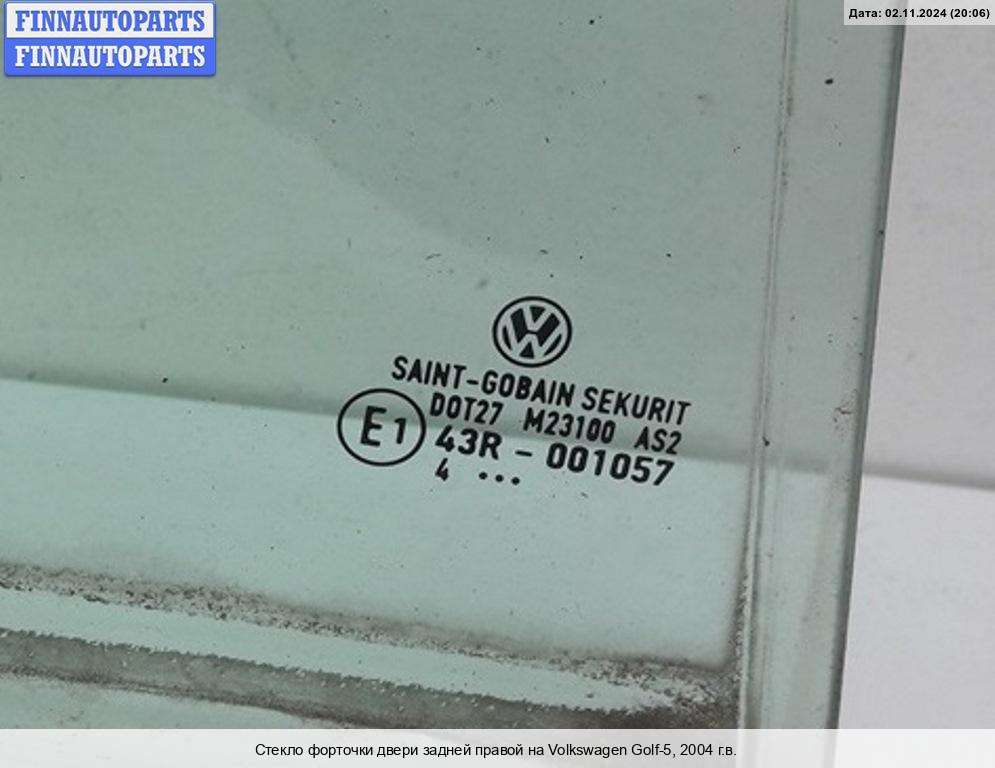 FINNAUTOPARTS
FINNAUTOPARTS
Дата: 02.11.2024 (20:06)
SAINT-GOBAIN SEKURIT
DOT27 M23100 AS2
E1 43R - 001057
4 ...
Стекло форточки двери задней правой на Volkswagen Golf-5, 2004 г.в.